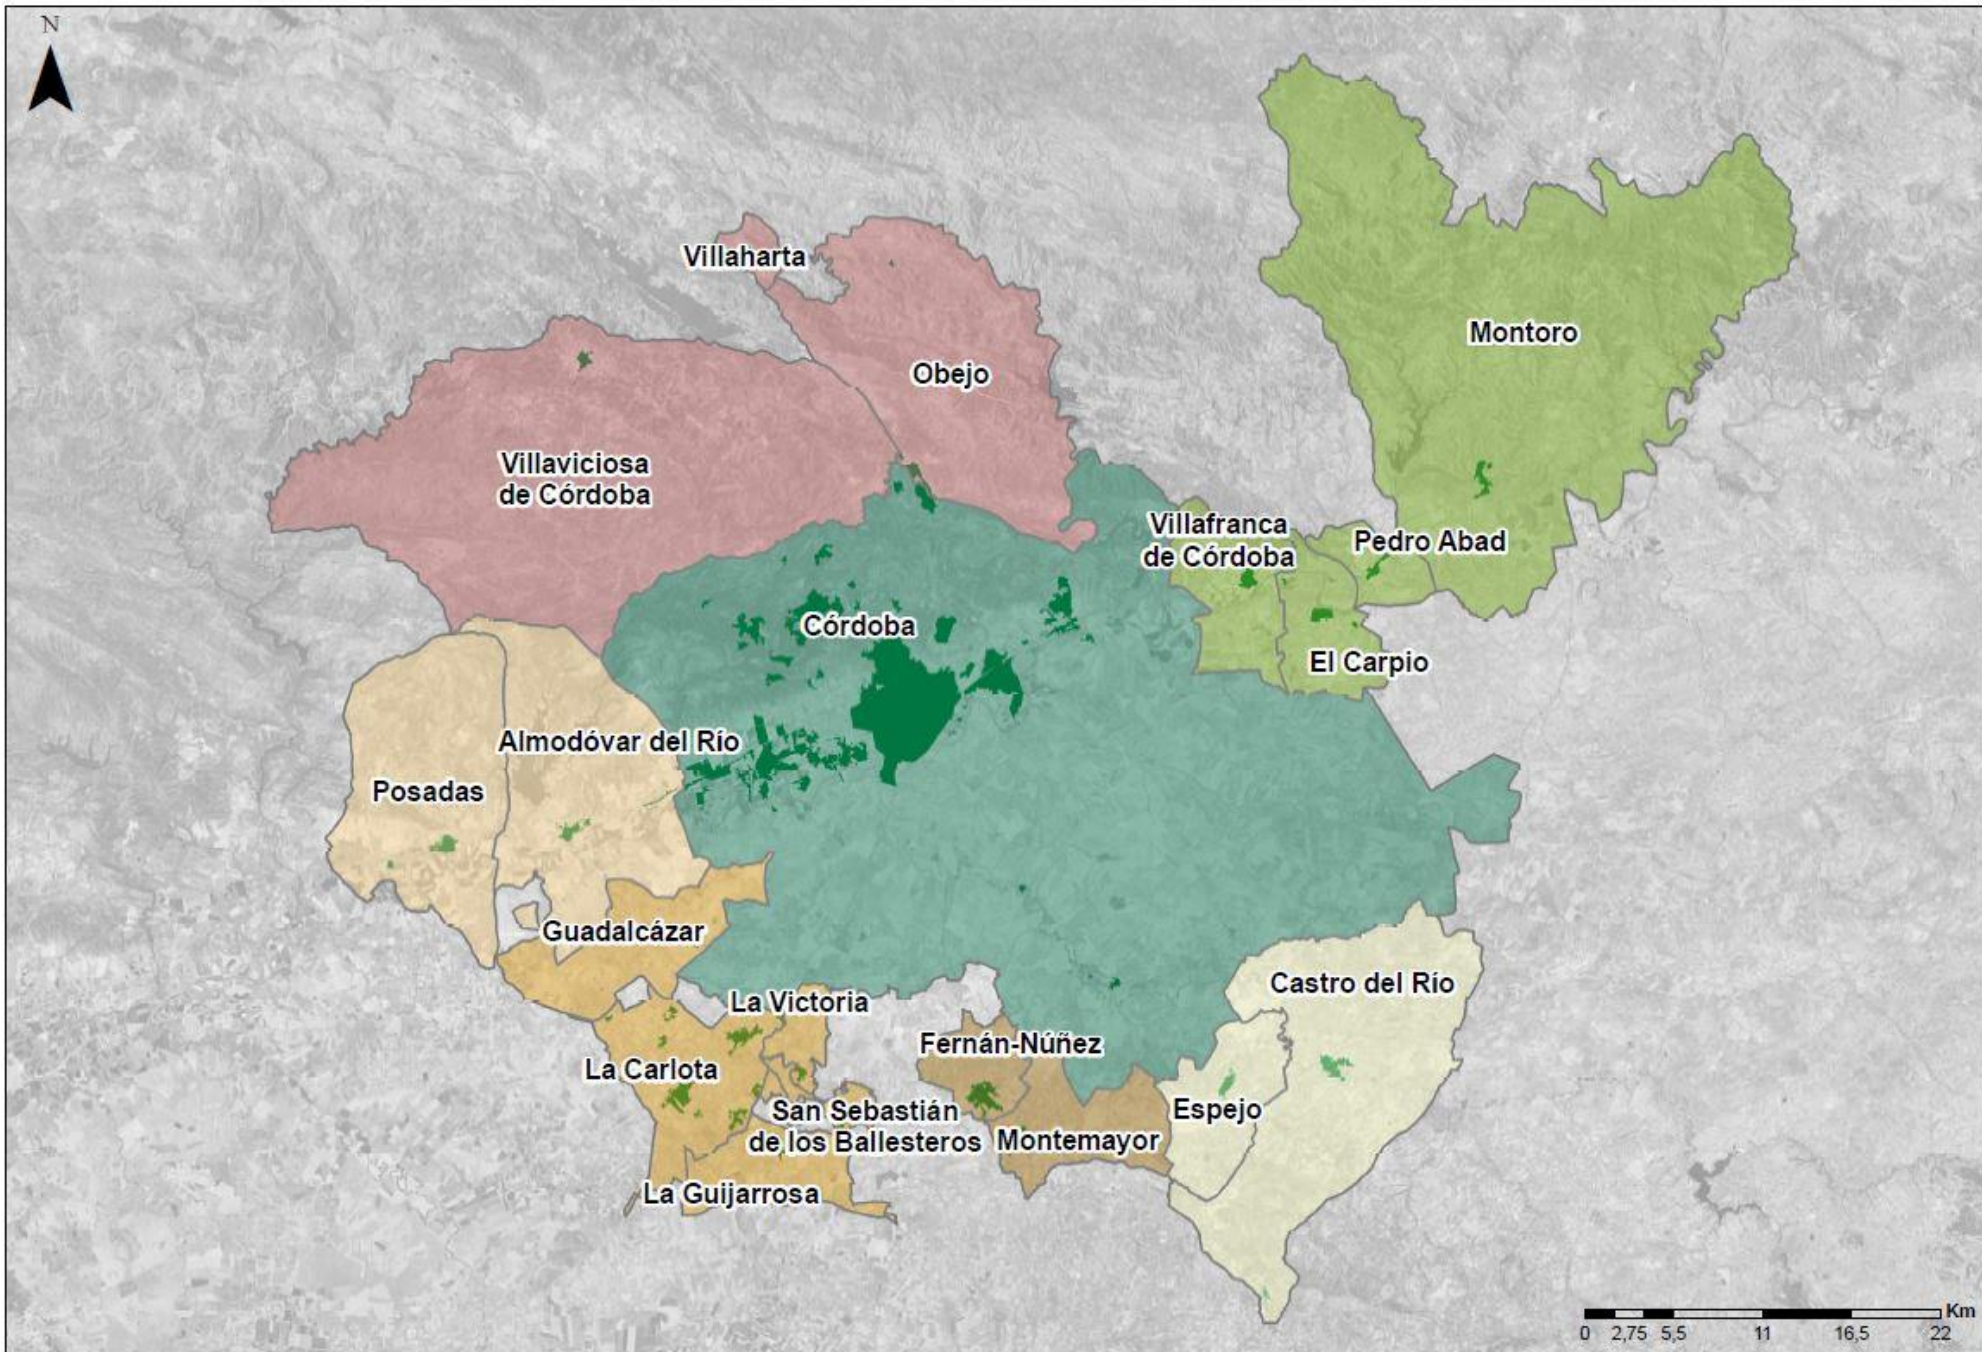 N
Villaharta
Montoro
Obejo
Villaviciosa
de Córdoba
Villafranca
de Córdoba
Pedro Abad
Córdoba
El Carpio
Almodóvar del Río
Posadas
Guadalcázar
Castro del Río
La Victoria
Fernán-Núñez
La Carlota
Espejo
San Sebastián
de los Ballesteros
Montemayor
La Guijarrosa
Km
0 2,75 5,5 11 16,5 22